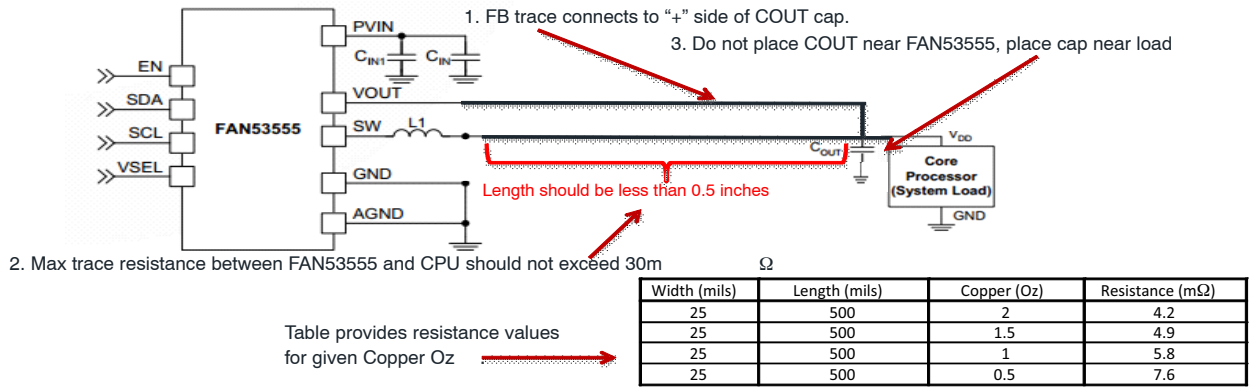 1. FB trace connects to “+” side of COUT cap.
3. Do not place COUT near FAN53555, place cap near load
PVIN
CIN1
CIN
EN
SDA
SCL
VSEL
FAN53555
VOUT
SW
L1
GND
AGND
COUT
VDD
Core
Processor
(System Load)
GND
Length should be less than 0.5 inches
2. Max trace resistance between FAN53555 and CPU should not exceed 30m Ω
Table provides resistance values
for given Copper Oz
Width (mils) Length (mils) Copper (Oz) Resistance (mΩ)
25 500 2 4.2
25 500 1.5 4.9
25 500 1 5.8
25 500 0.5 7.6